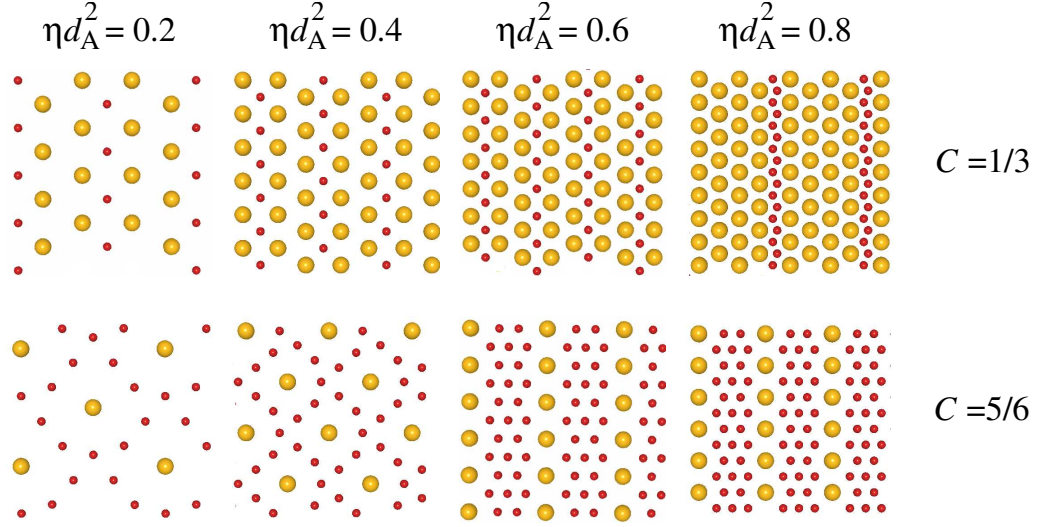 ηd_A^2 = 0.2 ηd_A^2 = 0.4 ηd_A^2 = 0.6 ηd_A^2 = 0.8
C =1/3
C =5/6